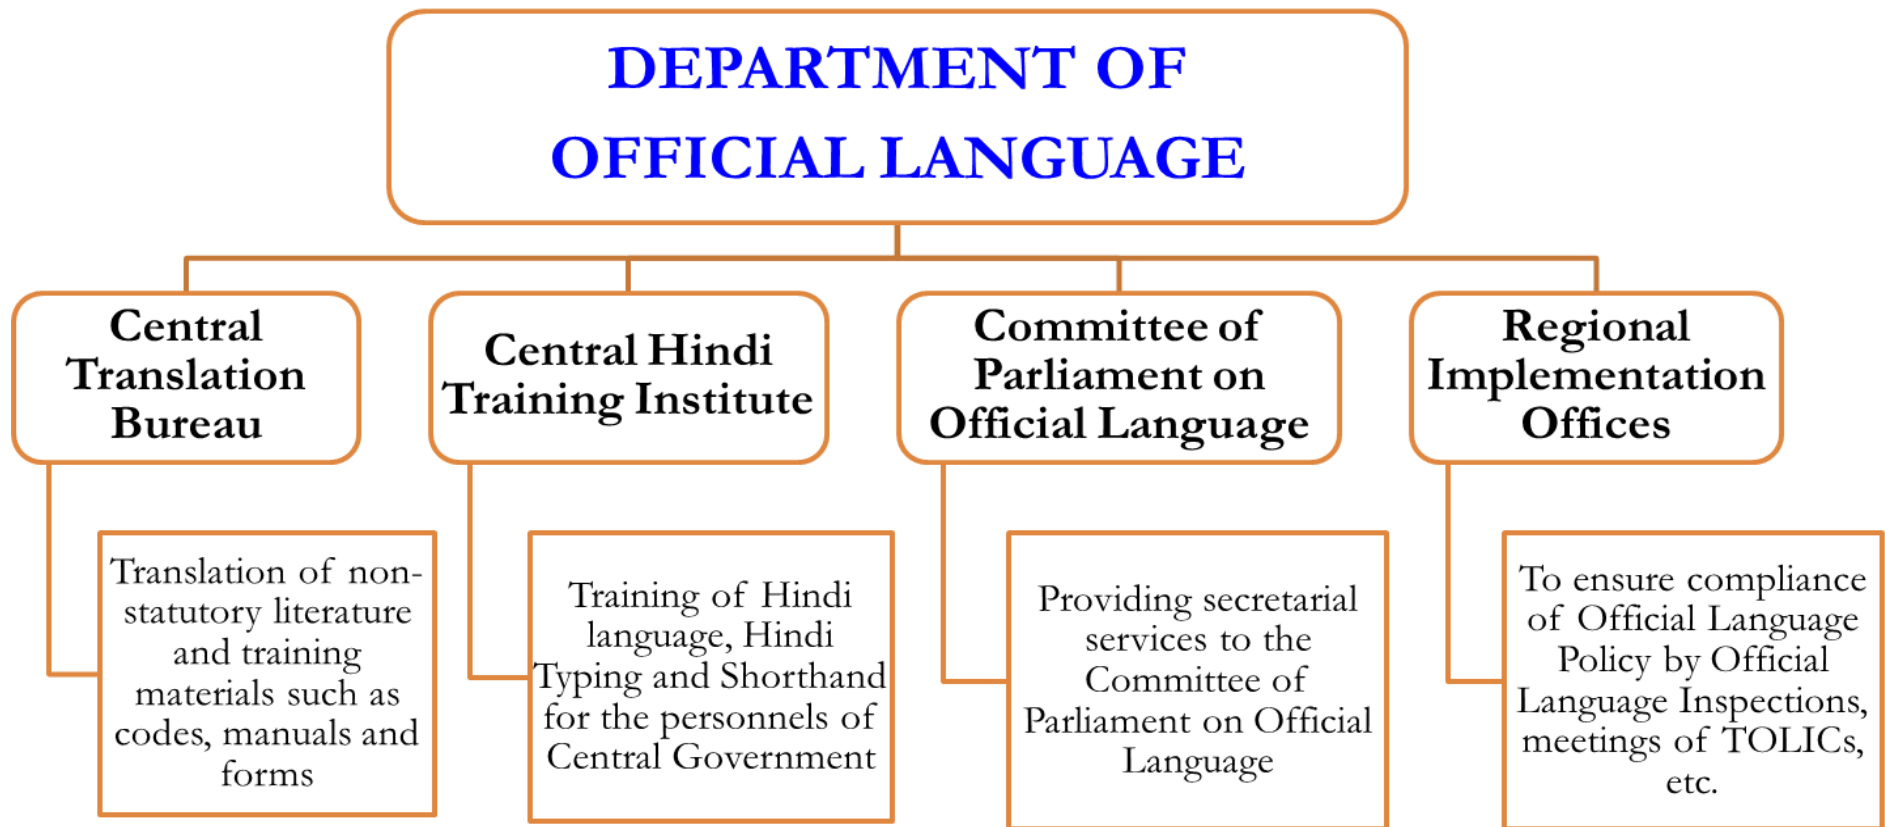 DEPARTMENT OF
OFFICIAL LANGUAGE
Central
Translation
Bureau
Central Hindi
Training Institute
Committee of
Parliament on
Official Language
Regional
Implementation
Offices
Translation of non-
statutory literature
and training
materials such as
codes, manuals and
forms
Training of Hindi
language, Hindi
Typing and Shorthand
for the personnels of
Central Government
Providing secretarial
services to the
Committee of
Parliament on Official
Language
To ensure compliance
of Official Language
Policy by Official
Language Inspections,
meetings of TOLICs,
etc.